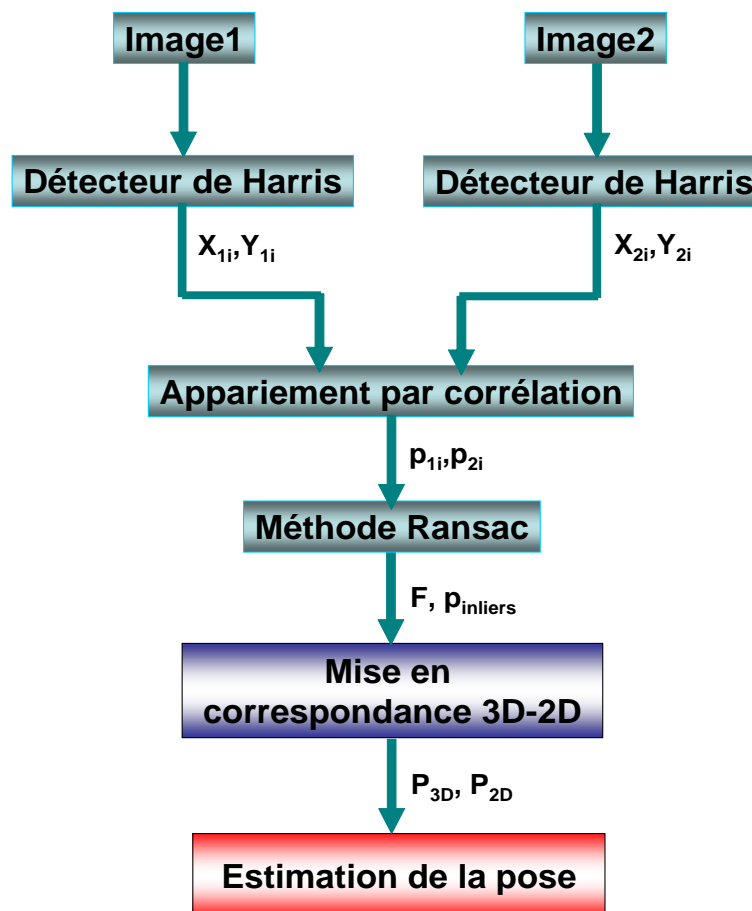 Image1
Image2
Détecteur de Harris
Détecteur de Harris
X1i,Y1i
X2i,Y2i
Appariement par corrélation
p1i,p2i
Méthode Ransac
F, pinliers
Mise en
correspondance 3D-2D
P3D, P2D
Estimation de la pose